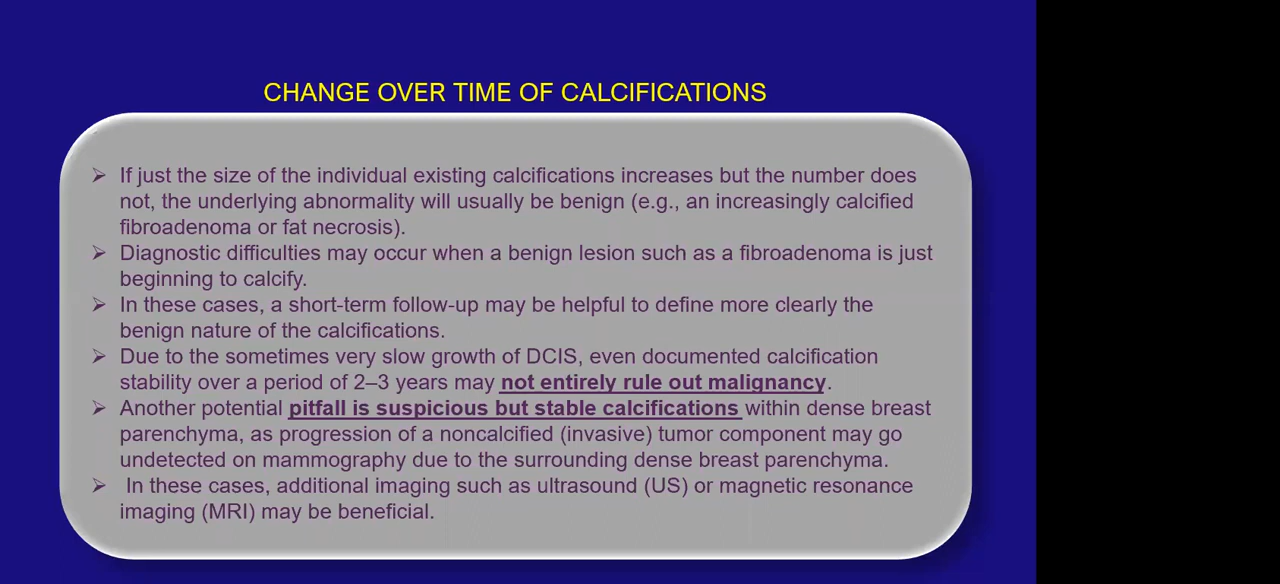 CHANGE OVER TIME OF CALCIFICATIONS
➢ If just the size of the individual existing calcifications increases but the number does
not, the underlying abnormality will usually be benign (e.g., an increasingly calcified
fibroadenoma or fat necrosis).
➢ Diagnostic difficulties may occur when a benign lesion such as a fibroadenoma is just
beginning to calcify.
➢ In these cases, a short-term follow-up may be helpful to define more clearly the
benign nature of the calcifications.
➢ Due to the sometimes very slow growth of DCIS, even documented calcification
stability over a period of 2–3 years may not entirely rule out malignancy.
➢ Another potential pitfall is suspicious but stable calcifications within dense breast
parenchyma, as progression of a noncalcified (invasive) tumor component may go
undetected on mammography due to the surrounding dense breast parenchyma.
➢ In these cases, additional imaging such as ultrasound (US) or magnetic resonance
imaging (MRI) may be beneficial.